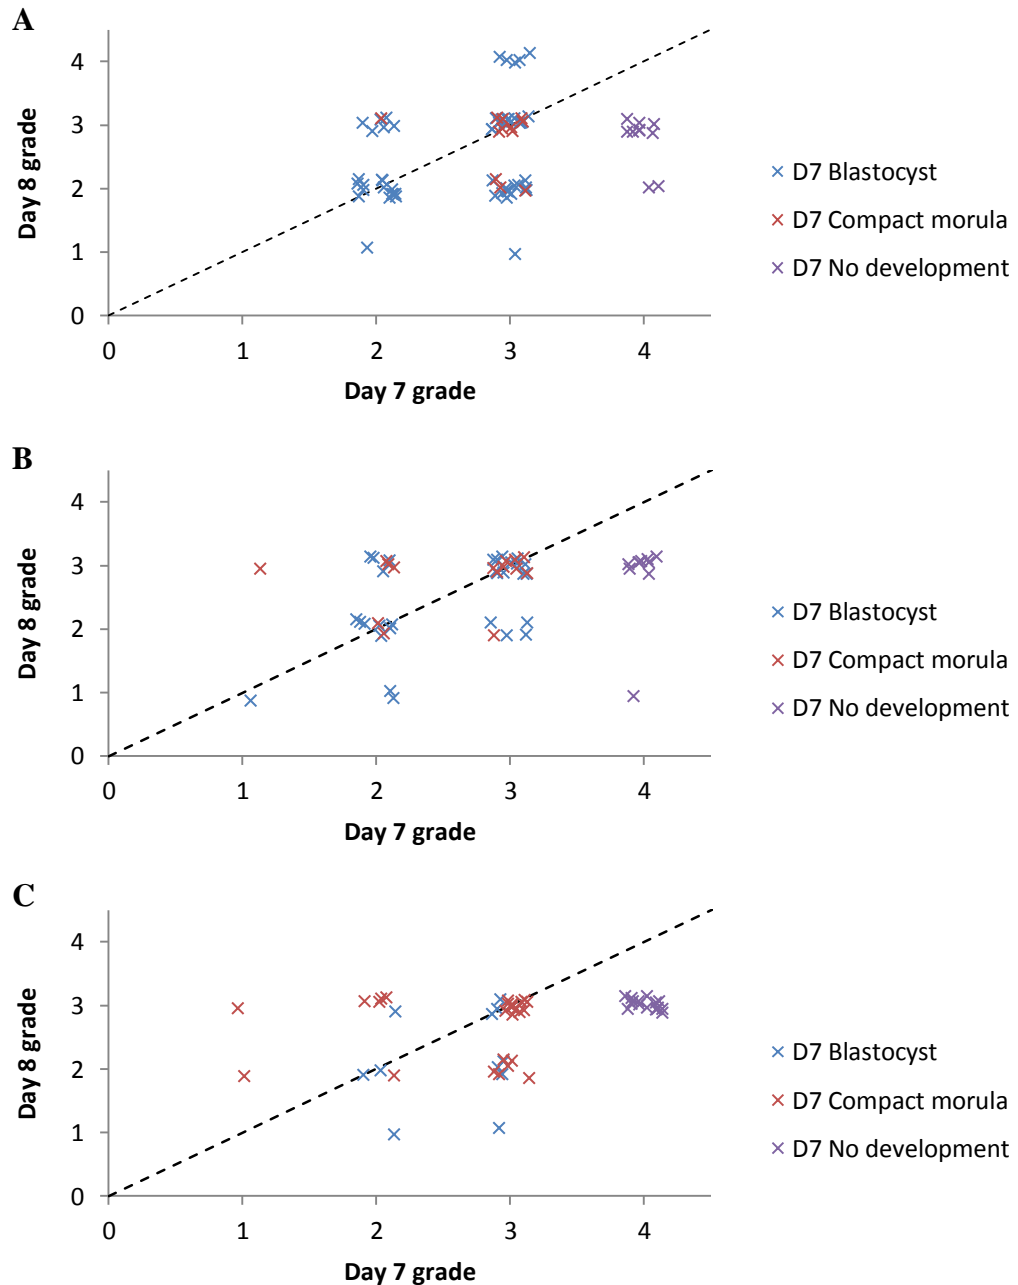 A
Day 8 grade
4
3
2
1
0
0 1 2 3 4
Day 7 grade
D7 Blastocyst
D7 Compact morula
D7 No development
B
Day 8 grade
4
3
2
1
0
0 1 2 3 4
Day 7 grade
D7 Blastocyst
D7 Compact morula
D7 No development
C
Day 8 grade
4
3
2
1
0
0 1 2 3 4
Day 7 grade
D7 Blastocyst
D7 Compact morula
D7 No development